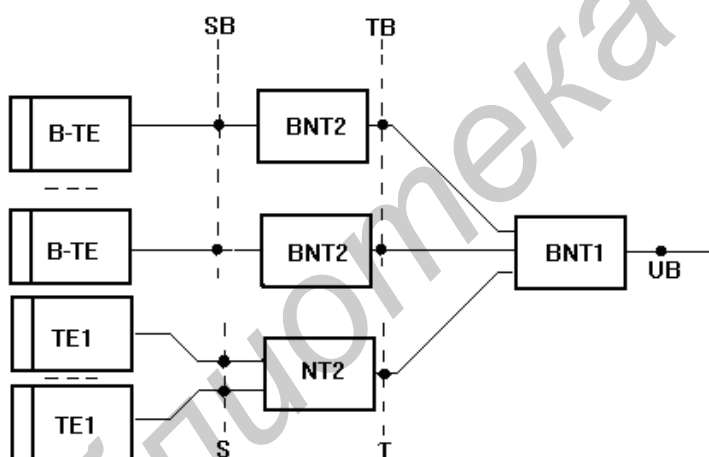 SB TB
B-TE BNT2
B-TE BNT2 BNT1
UB
TE1 NT2
TE1
S T